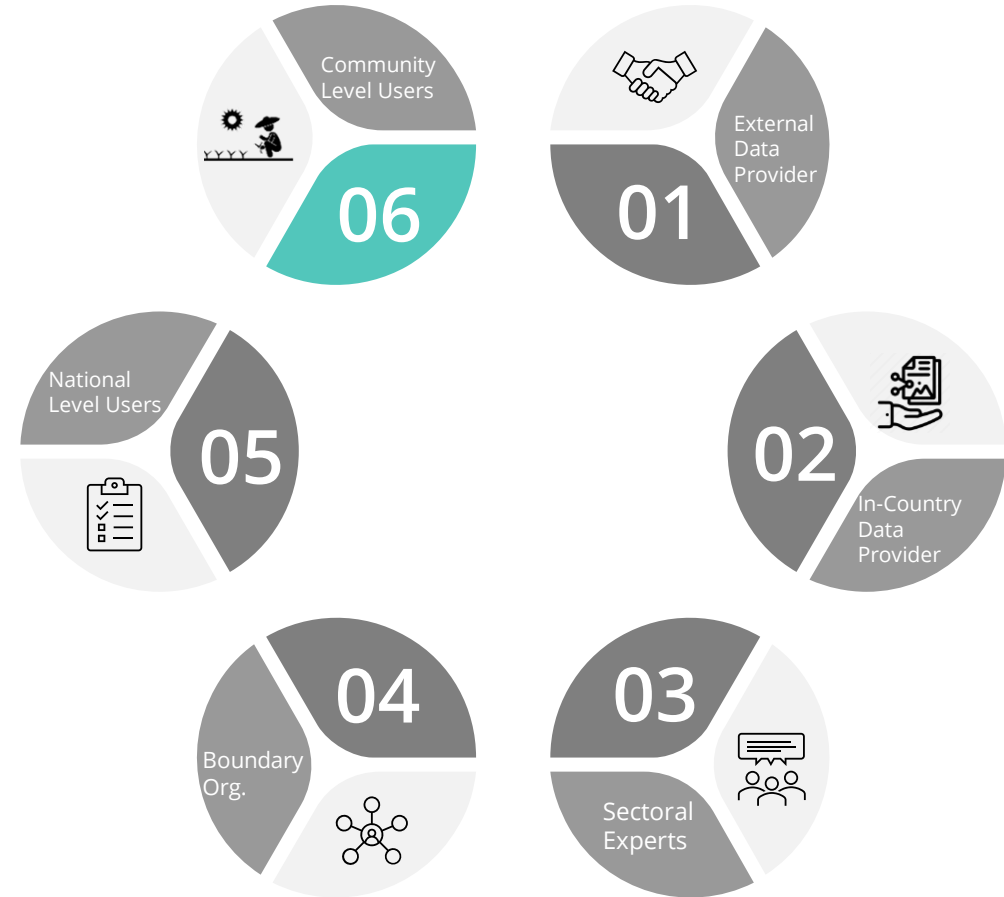 Community
Level Users
06
External
Data
Provider
01
National
Level Users
05
02
In-Country
Data
Provider
04
Boundary
Org.
03
Sectoral
Experts